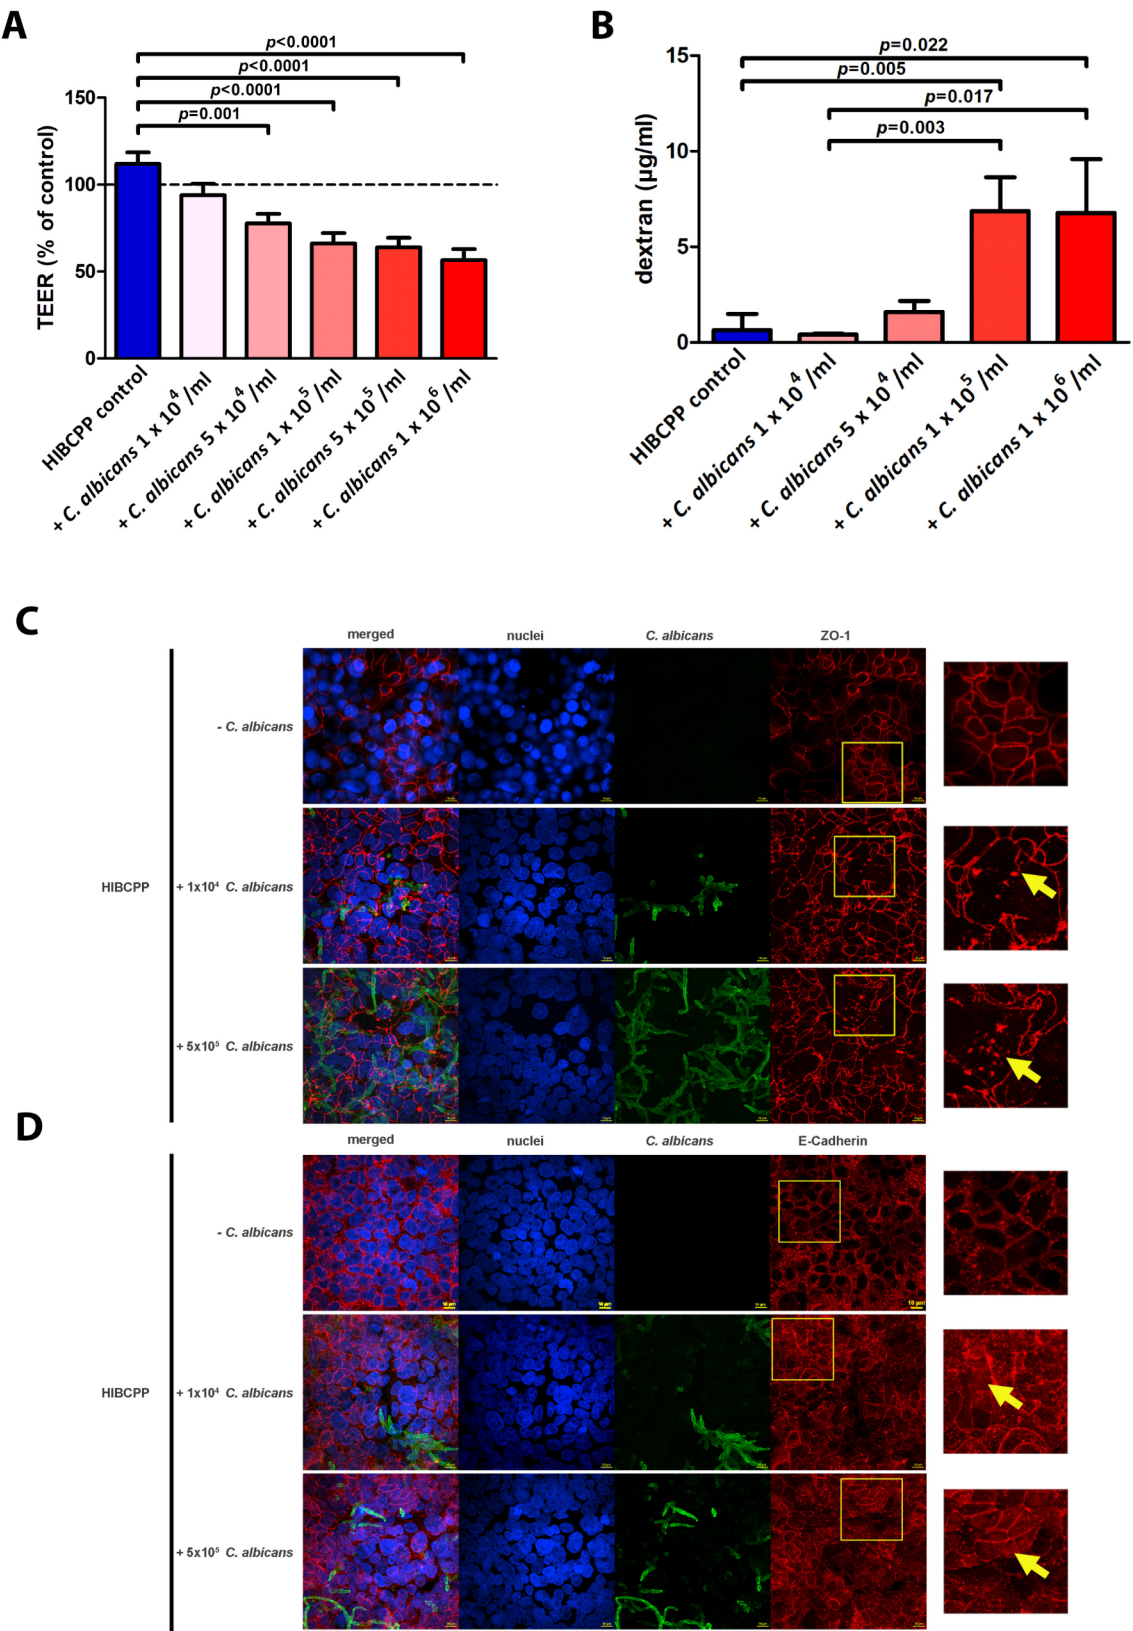 A
p<0.0001
p<0.0001
p<0.0001
p=0.001
150
100
50
0
TEER (% of control)
HIBCPP control
+ C. albicans 1 x 10⁴/ml
+ C. albicans 5 x 10⁴/ml
+ C. albicans 1 x 10⁵/ml
+ C. albicans 5 x 10⁵/ml
+ C. albicans 1 x 10⁶/ml
B
p=0.022
p=0.005
p=0.017
p=0.003
15
10
5
0
dextran (µg/ml)
HIBCPP control
+ C. albicans 1 x 10⁴/ml
+ C. albicans 5 x 10⁴/ml
+ C. albicans 1 x 10⁵/ml
+ C. albicans 1 x 10⁶/ml
C
merged nuclei C. albicans ZO-1
- C. albicans
HIBCPP + 1x10⁴ C. albicans
+ 5x10⁵ C. albicans
D
merged nuclei C. albicans E-Cadherin
- C. albicans
10 µm
HIBCPP + 1x10⁴ C. albicans
+ 5x10⁵ C. albicans